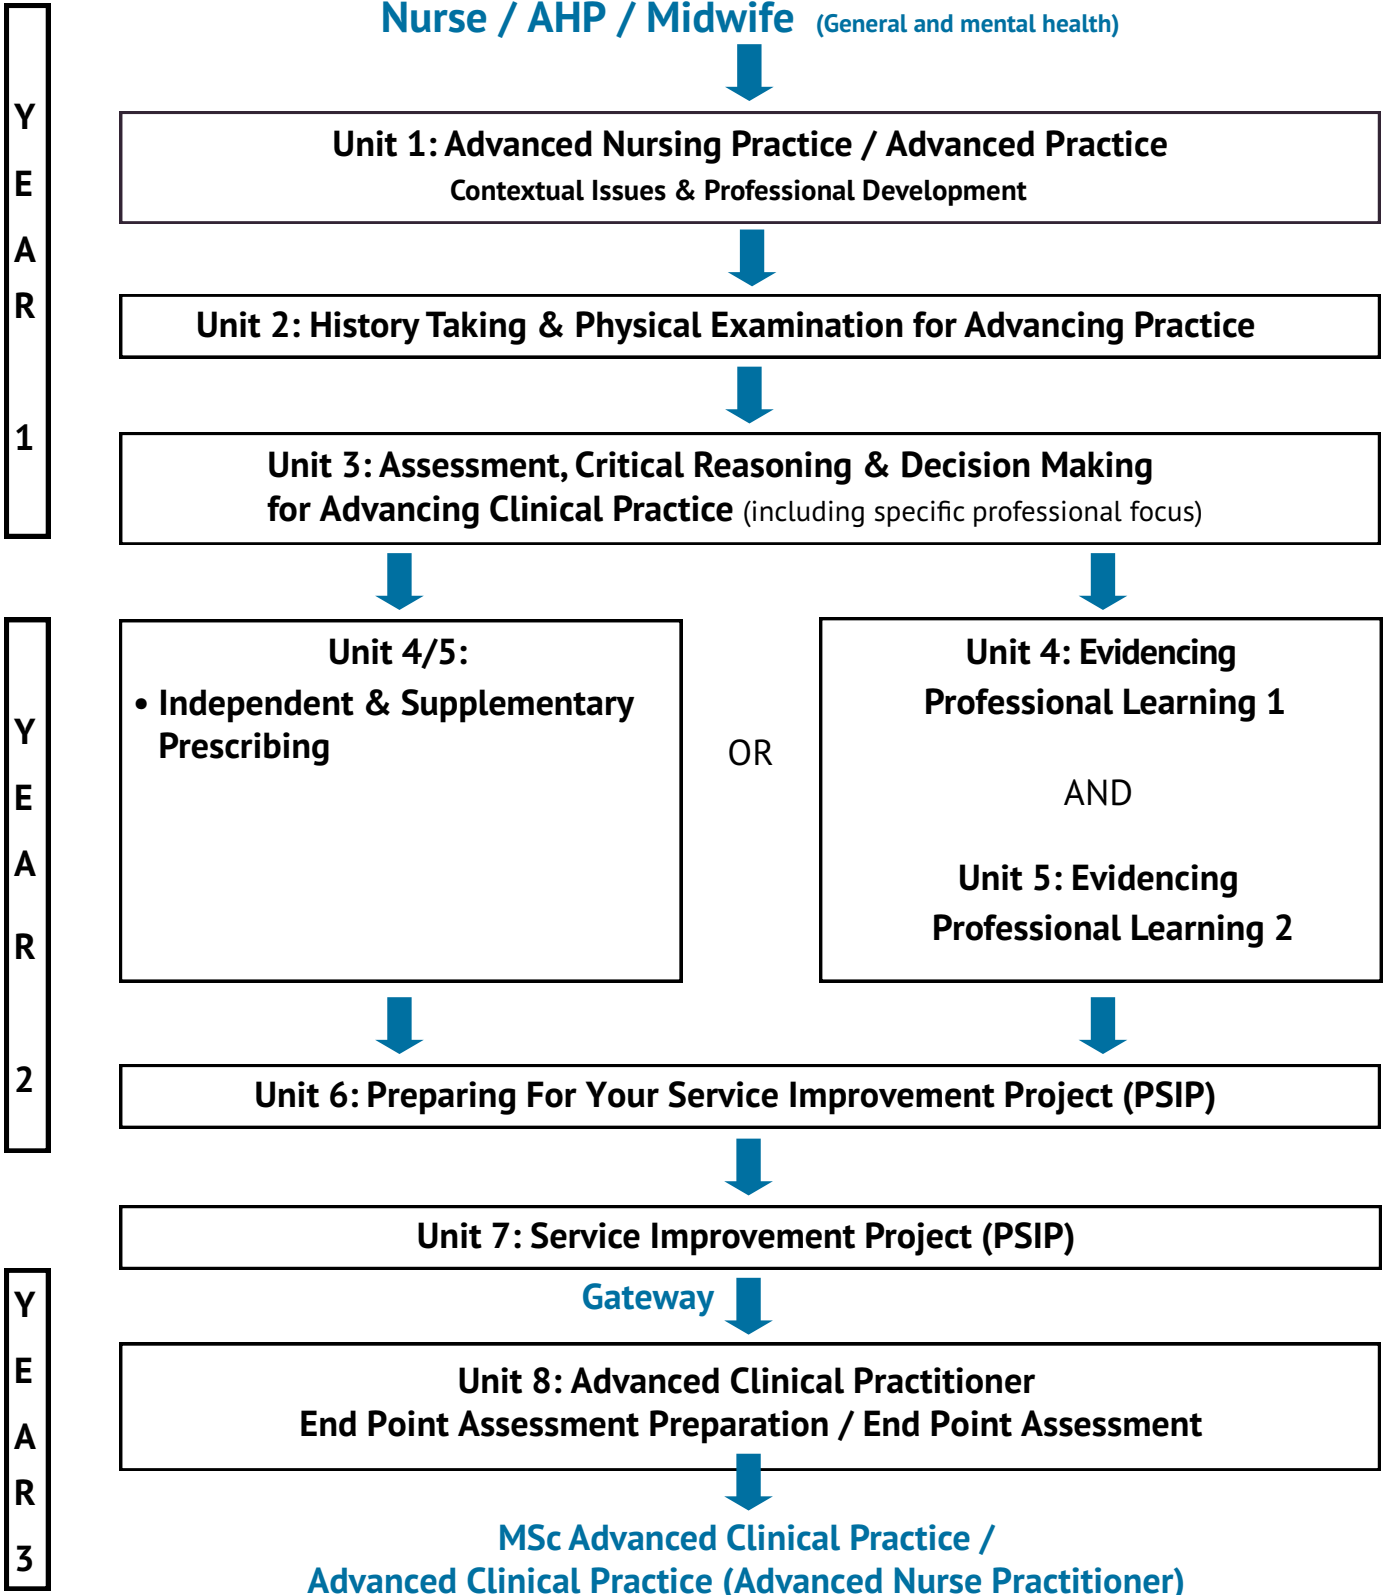 Nurse / AHP / Midwife (General and mental health)
YEAR 1
Unit 1: Advanced Nursing Practice / Advanced Practice
Contextual Issues & Professional Development
Unit 2: History Taking & Physical Examination for Advancing Practice
Unit 3: Assessment, Critical Reasoning & Decision Making
for Advancing Clinical Practice (including specific professional focus)
YEAR 2
Unit 4/5:
• Independent & Supplementary
Prescribing
OR
Unit 4: Evidencing
Professional Learning 1
AND
Unit 5: Evidencing
Professional Learning 2
Unit 6: Preparing For Your Service Improvement Project (PSIP)
Unit 7: Service Improvement Project (PSIP)
YEAR 3
Gateway
Unit 8: Advanced Clinical Practitioner
End Point Assessment Preparation / End Point Assessment
MSc Advanced Clinical Practice /
Advanced Clinical Practice (Advanced Nurse Practitioner)